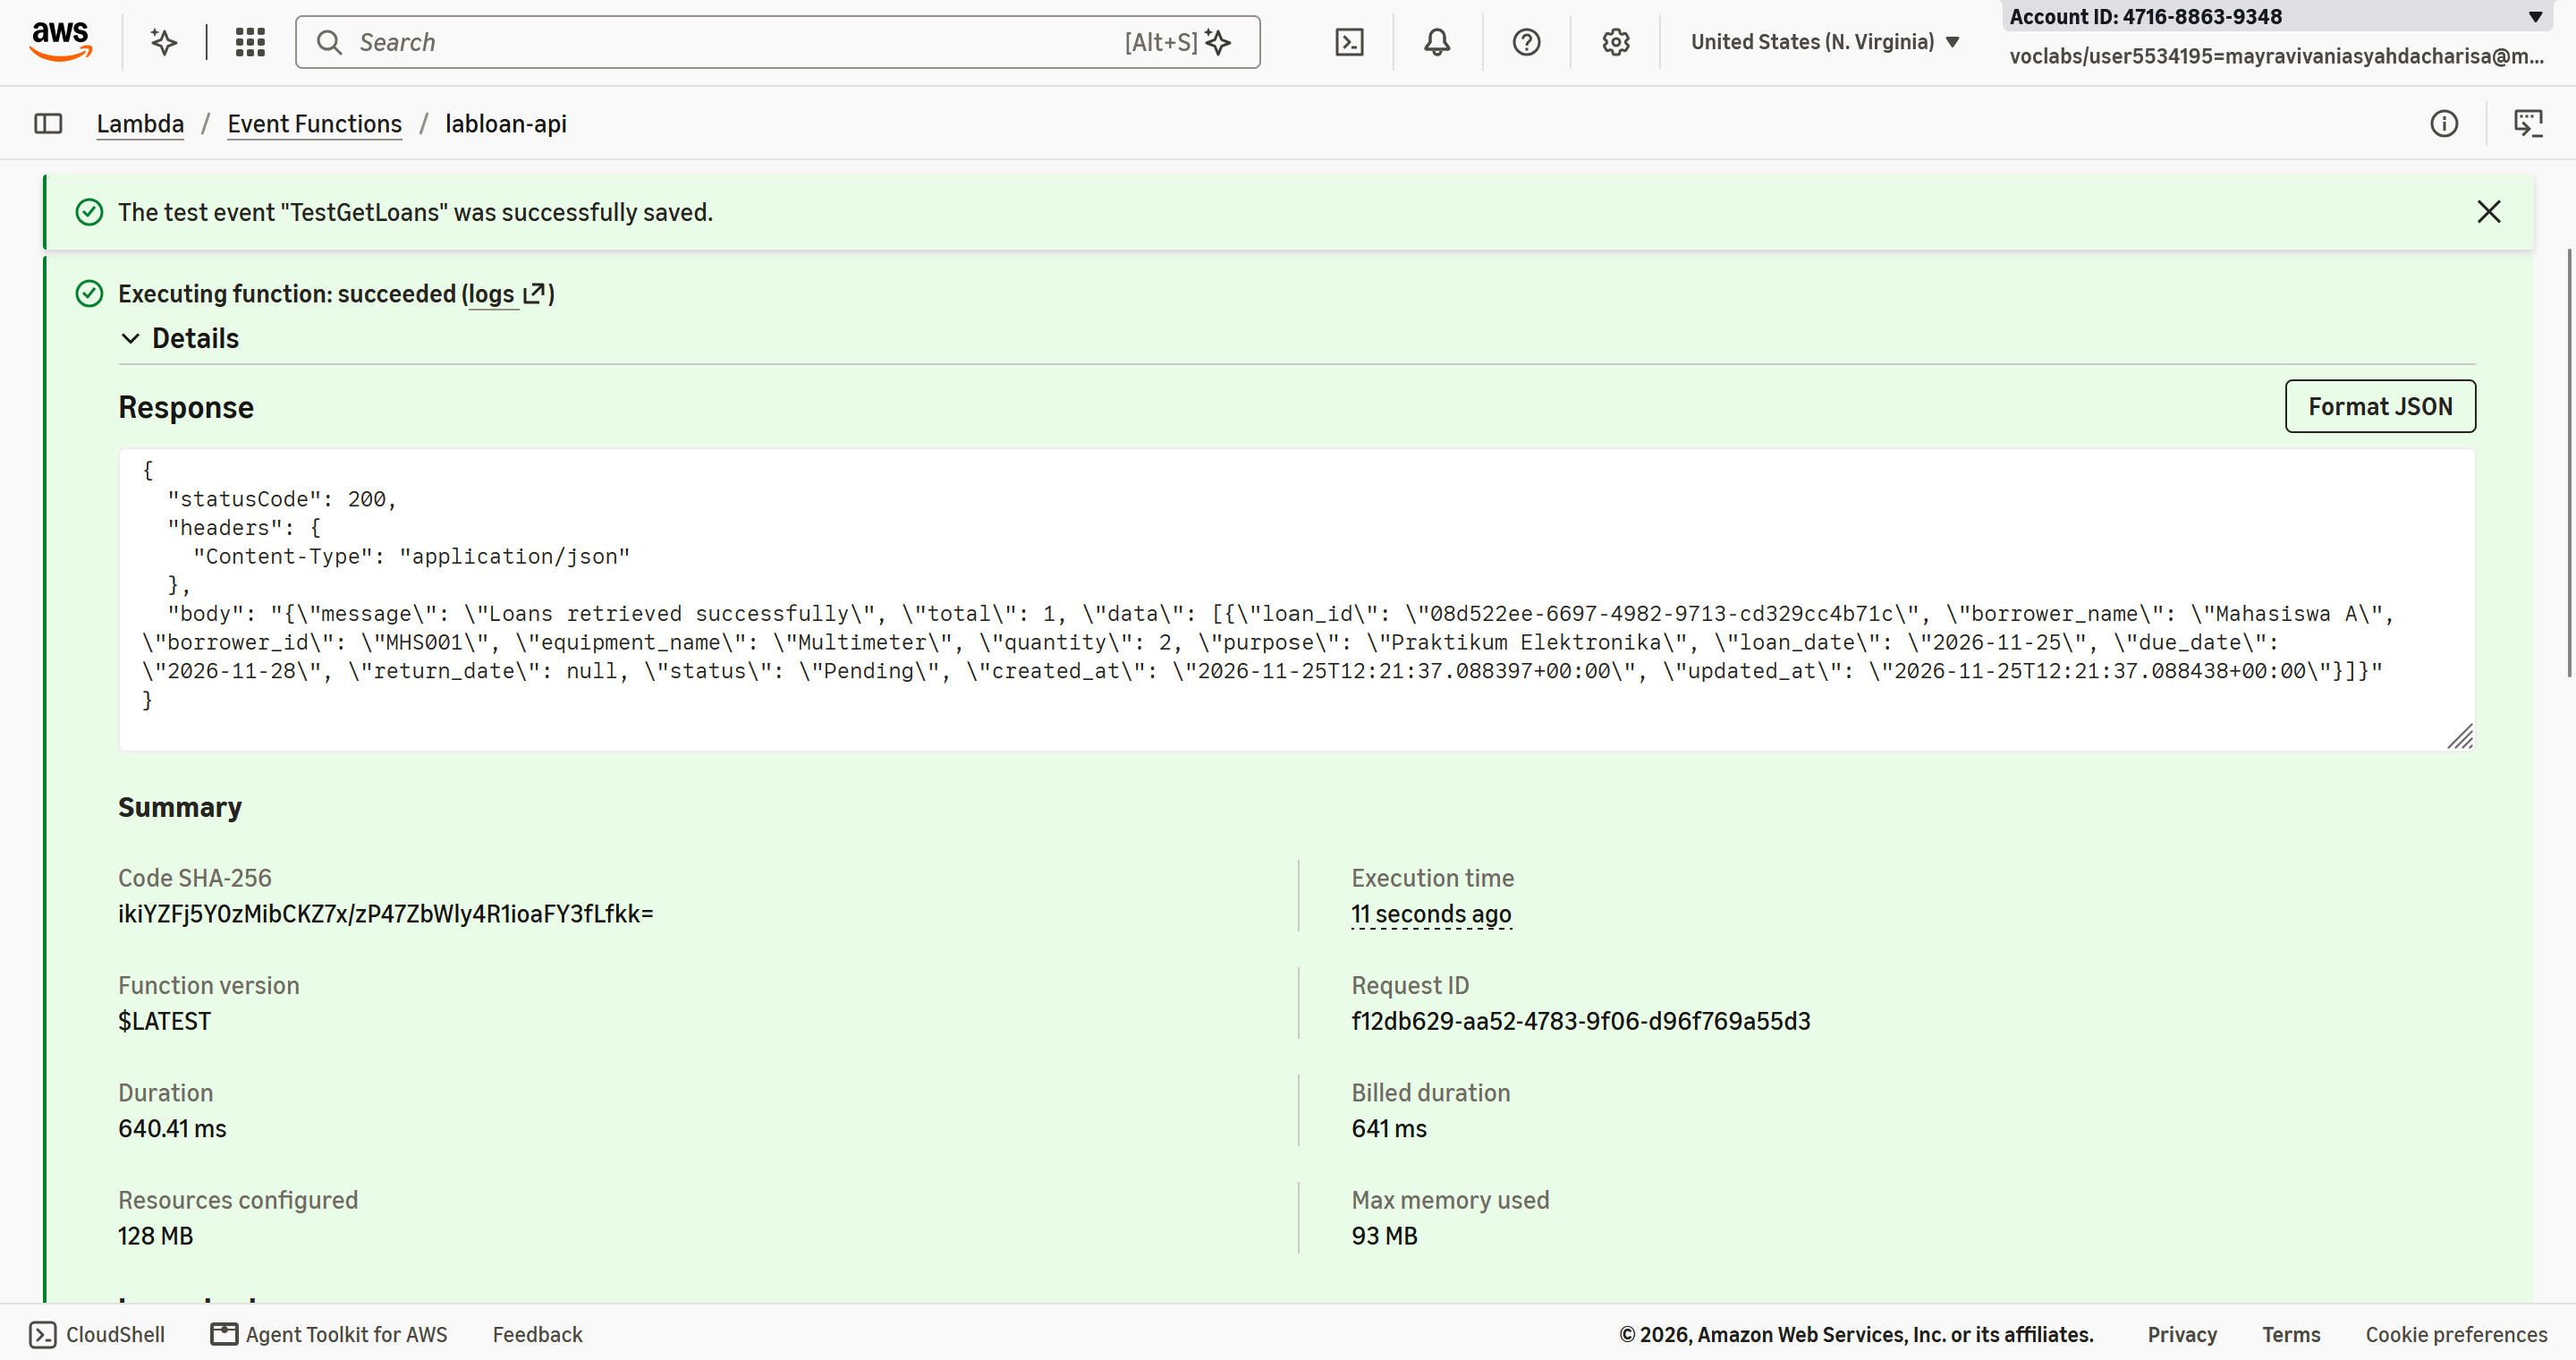 aws
Search
[Alt+S]
United States (N. Virginia)
Account ID: 4716-8863-9348
voclabs/user5534195=mayravivaniasyahdacharisa@m...
Lambda / Event Functions / labloan-api
The test event "TestGetLoans" was successfully saved.
Executing function: succeeded (logs)
Details
Response
Format JSON
{
"statusCode": 200,
"headers": {
"Content-Type": "application/json"
},
"body": "{\"message\": \"Loans retrieved successfully\", \"total\": 1, \"data\": [{\"loan_id\": \"08d522ee-6697-4982-9713-cd329cc4b71c\", \"borrower_name\": \"Mahasiswa A\",
\"borrower_id\": \"MHS001\", \"equipment_name\": \"Multimeter\", \"quantity\": 2, \"purpose\": \"Praktikum Elektronika\", \"loan_date\": \"2026-11-25\", \"due_date\":
\"2026-11-28\", \"return_date\": null, \"status\": \"Pending\", \"created_at\": \"2026-11-25T12:21:37.088397+00:00\", \"updated_at\": \"2026-11-25T12:21:37.088438+00:00\"}]}"
}
Summary
Code SHA-256
ikiYZFj5Y0zMibCKZ7x/zP47ZbWly4R1ioaFY3fLfkk=
Execution time
11 seconds ago
Function version
$LATEST
Request ID
f12db629-aa52-4783-9f06-d96f769a55d3
Duration
640.41 ms
Billed duration
641 ms
Resources configured
128 MB
Max memory used
93 MB
CloudShell
Agent Toolkit for AWS
Feedback
© 2026, Amazon Web Services, Inc. or its affiliates.
Privacy
Terms
Cookie preferences